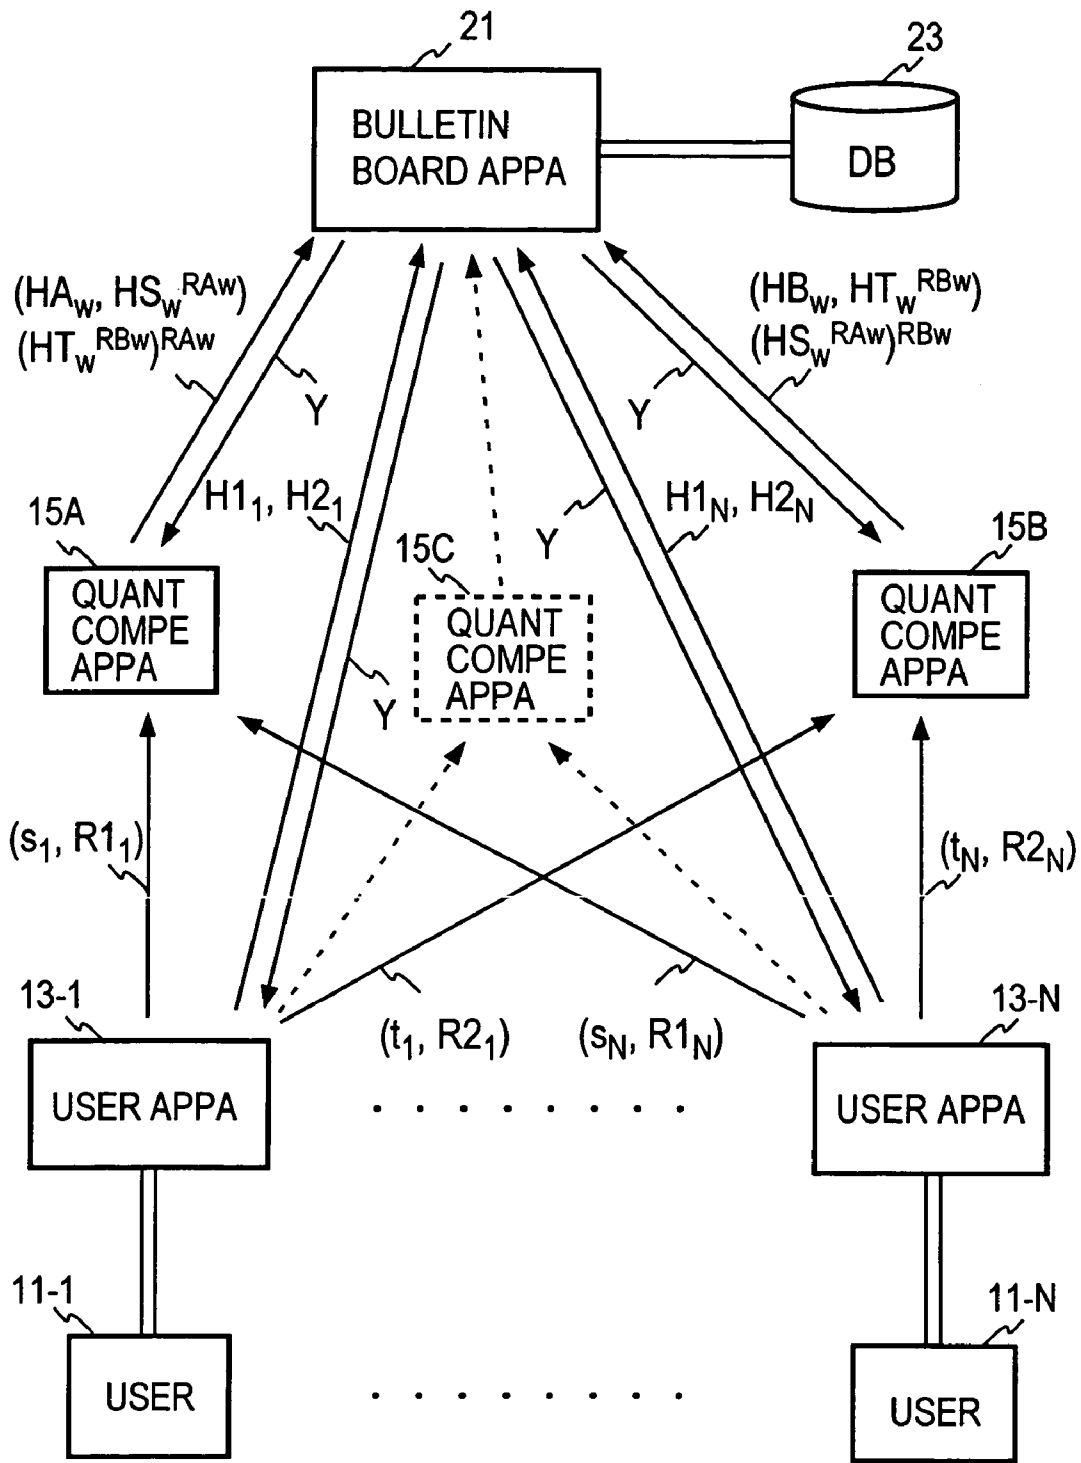 21
23
BULLETIN
BOARD APPA
DB
(HA_w, HS_w^RAw)
(HT_w^RBw)^RAw
(HB_w, HT_w^RBw)
(HS_w^RAw)^RBw
Y
Y
H1_1, H2_1
H1_N, H2_N
15A
15C
Y
15B
QUANT
COMPE
APPA
QUANT
COMPE
APPA
QUANT
COMPE
APPA
Y
(s_1, R1_1)
(t_N, R2_N)
13-1
(t_1, R2_1)
(s_N, R1_N)
13-N
USER APPA
USER APPA
11-1
11-N
USER
USER